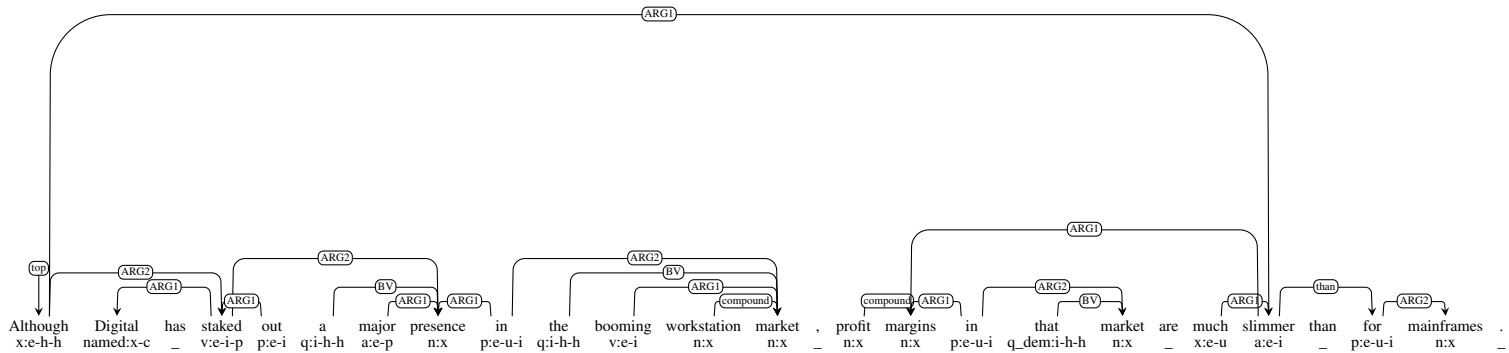 ARG1
ARG1
top
ARG2
ARG2
ARG2
BV
ARG1
ARG1
BV
ARG1
ARG2
than
ARG1
ARG1
ARG1
compound
compound
ARG1
BV
ARG1
ARG2
Although Digital has staked out a major presence in the booming workstation market , profit margins in that market are much slimmer than for mainframes .
x:e-h-h named:x-c _ v:e-i-p p:e-i q:i-h-h a:e-p n:x p:e-u-i q:i-h-h v:e-i n:x n:x _ n:x n:x p:e-u-i q_dem:i-h-h n:x _ x:e-u a:e-i _ p:e-u-i n:x _